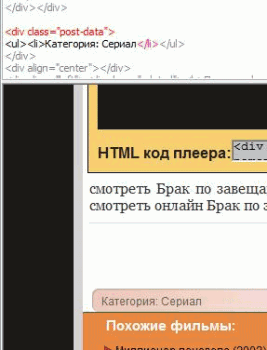 </div></div>
<div class="post-data">
<ul><li>Категория: Сериал</li></ul>
</div>
<div align="center"></div>
HTML код плеера: <div
смотреть Брак по завеща
смотреть онлайн Брак по з
Категория: Сериал
Похожие фильмы: